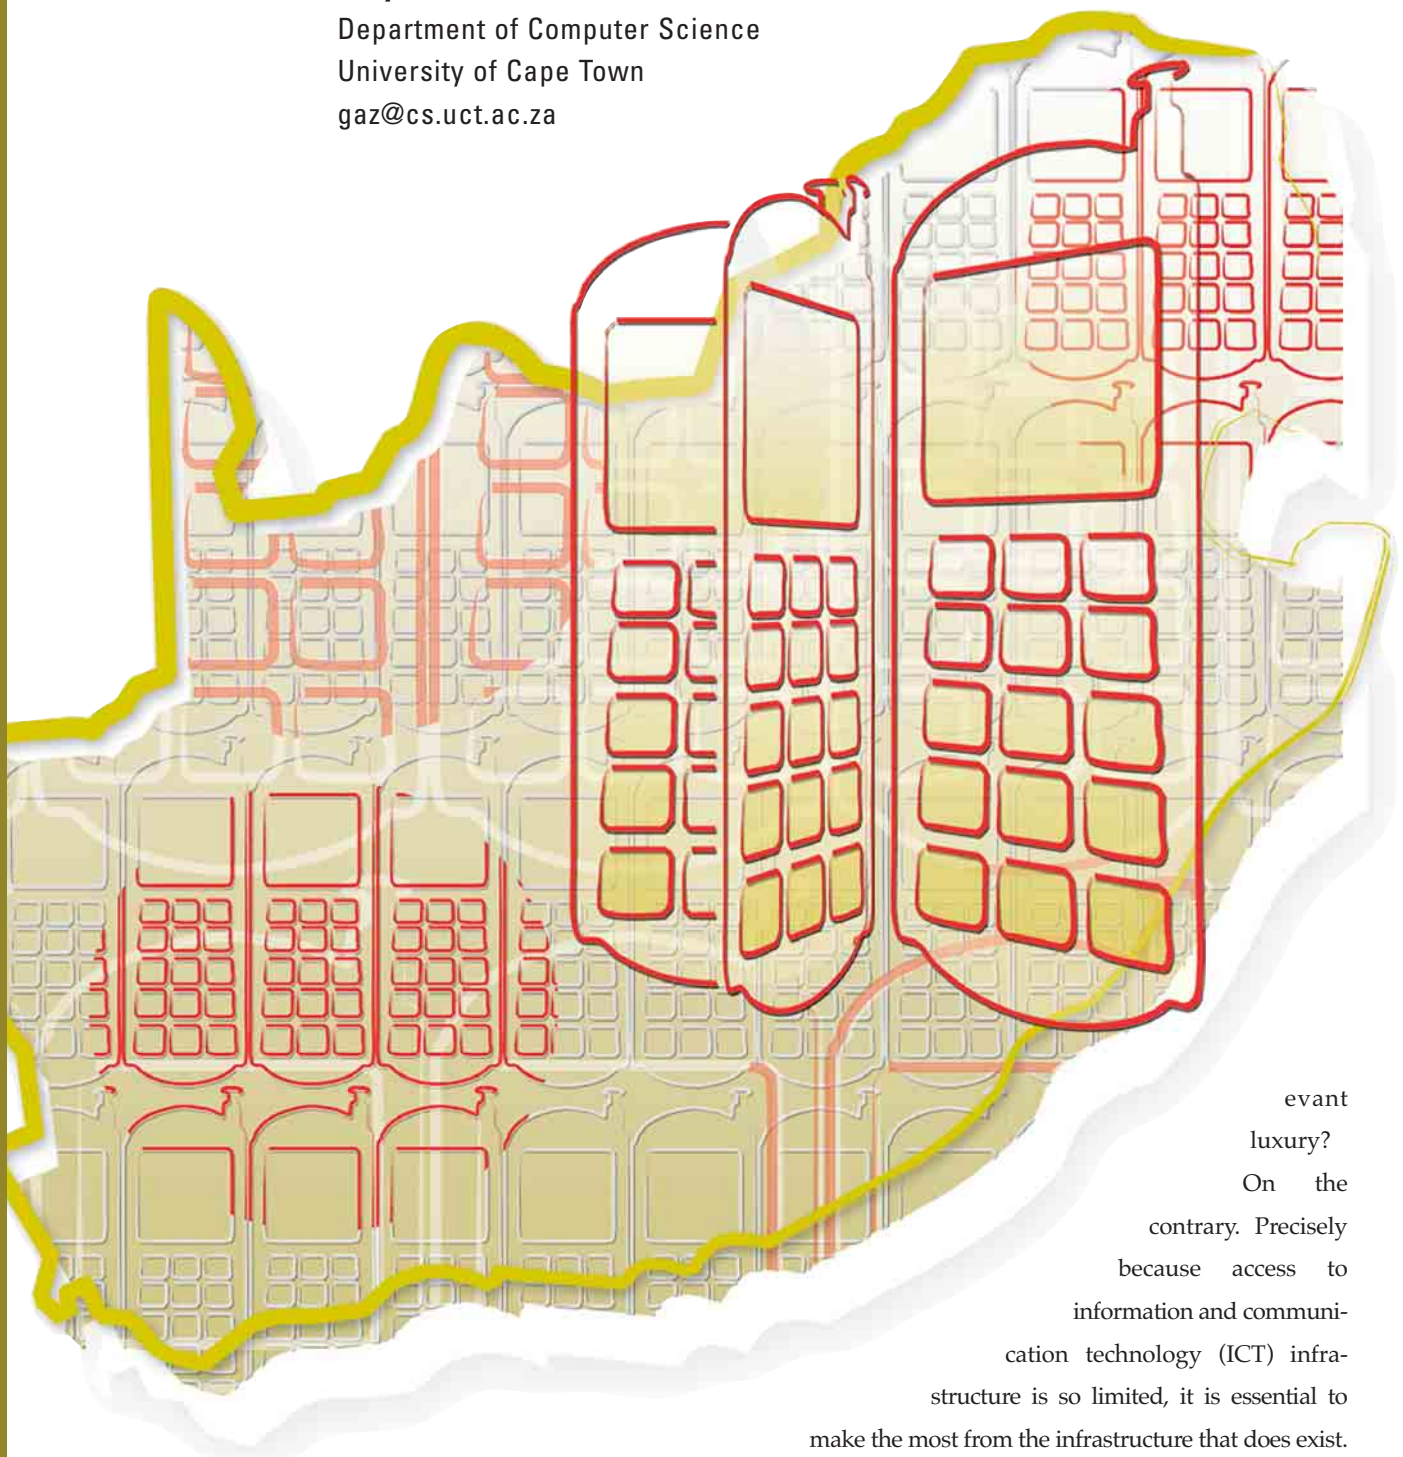 Department of Computer Science
University of Cape Town
gaz@cs.uct.ac.za
evant
luxury?
On the
contrary. Precisely
because access to
information and communi-
cation technology (ICT) infra-
structure is so limited, it is essential to
make the most from the infrastructure that does exist.